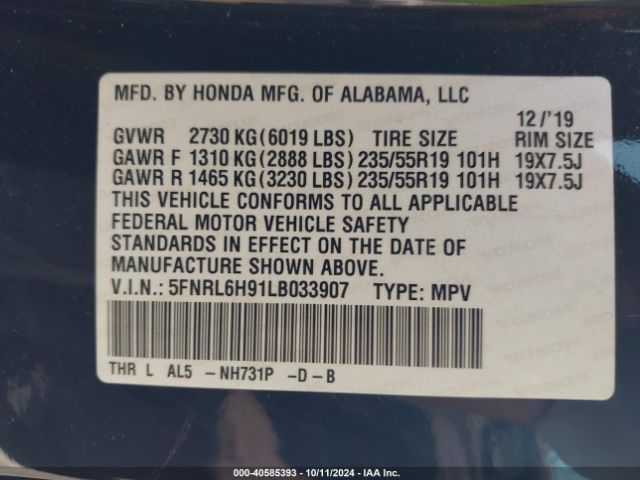 MFD. BY HONDA MFG. OF ALABAMA, LLC
12/'19
GVWR 2730 KG(6019 LBS) TIRE SIZE RIM SIZE
GAWR F 1310 KG(2888 LBS) 235/55R19 101H 19X7.5J
GAWR R 1465 KG(3230 LBS) 235/55R19 101H 19X7.5J
THIS VEHICLE CONFORMS TO ALL APPLICABLE
FEDERAL MOTOR VEHICLE SAFETY
STANDARDS IN EFFECT ON THE DATE OF
MANUFACTURE SHOWN ABOVE.
V.I.N.: 5FNRL6H91LB033907 TYPE: MPV
THR L AL5 -NH731P -D-B
000-40585393 - 10/11/2024 - IAAI.COM